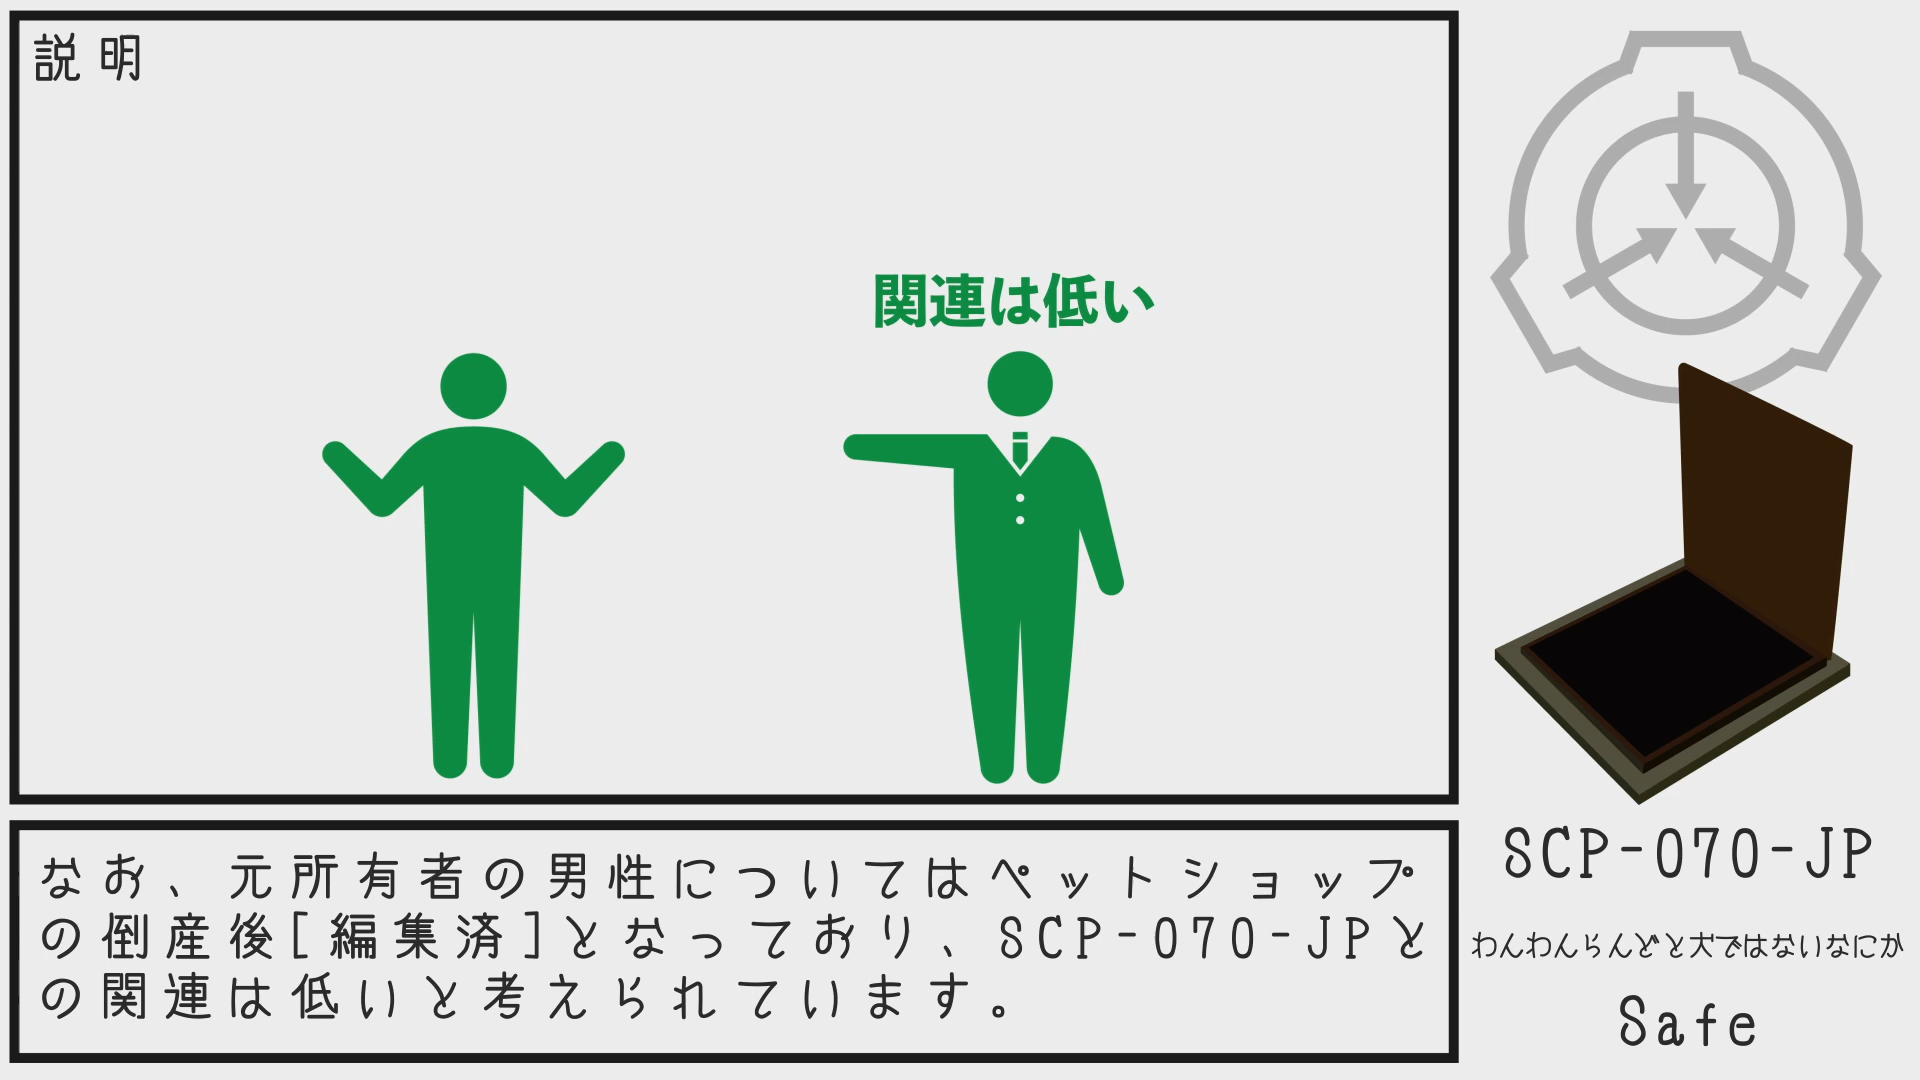 説明
関連は低い
なお、元所有者の男性についてはペットショップ
の倒産後[編集済]となっており、SCP-070-JPと
の関連は低いと考えられています。
SCP-070-JP
わんわんらんどと犬ではないなにか
Safe